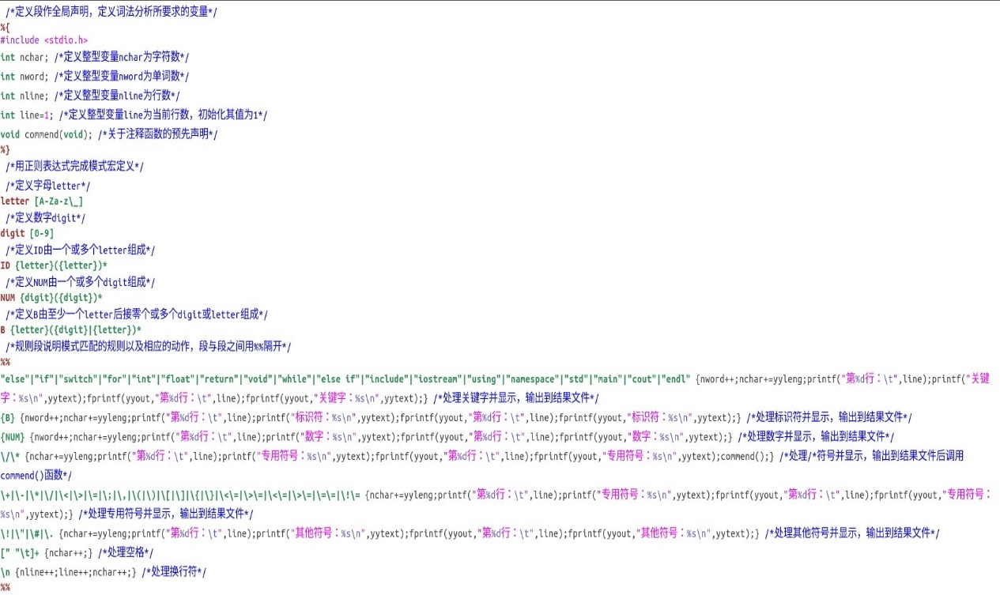 /*定义段作全局声明，定义词法分析所要求的变量*/
%{
#include <stdio.h>
int nchar; /*定义整型变量nchar为字符数*/
int nword; /*定义整型变量nword为单词数*/
int nline; /*定义整型变量nline为行数*/
int line=1; /*定义整型变量line为当前行数，初始化其值为1*/
void commend(void); /*关于注释函数的预先声明*/
%}
/*用正则表达式完成模式宏定义*/
/*定义字母letter*/
letter [A-Za-z\_]
/*定义数字digit*/
digit [0-9]
/*定义ID由一个或多个letter组成*/
ID {letter}({letter})*
/*定义NUM由一个或多个digit组成*/
NUM {digit}({digit})*
/*定义B由至少一个letter后接零个或多个digit或letter组成*/
B {letter}({digit}|{letter})*
/*规则段说明模式匹配的规则以及相应的动作，段与段之间用%%隔开*/
%%
"else"|"if"|"switch"|"for"|"int"|"float"|"return"|"void"|"while"|"else if"|"include"|"iostream"|"using"|"namespace"|"std"|"main"|"cout"|"endl" {nword++;nchar+=yyleng;printf("第%d行：\t",line);printf("关键
字：%s\n",yytext);fprintf(yyout,"第%d行：\t",line);fprintf(yyout,"关键字：%s\n",yytext);} /*处理关键字并显示，输出到结果文件*/
{B} {nword++;nchar+=yyleng;printf("第%d行：\t",line);printf("标识符：%s\n",yytext);fprintf(yyout,"第%d行：\t",line);fprintf(yyout,"标识符：%s\n",yytext);} /*处理标识符并显示，输出到结果文件*/
{NUM} {nword++;nchar+=yyleng;printf("第%d行：\t",line);printf("数字：%s\n",yytext);fprintf(yyout,"第%d行：\t",line);fprintf(yyout,"数字：%s\n",yytext);} /*处理数字并显示，输出到结果文件*/
\/\* {nchar+=yyleng;printf("第%d行：\t",line);printf("专用符号：%s\n",yytext);fprintf(yyout,"第%d行：\t",line);fprintf(yyout,"专用符号：%s\n",yytext);commend();} /*处理/*符号并显示，输出到结果文件后调用
commend()函数*/
\+|\-|\*|\/|\<|\>|\=|\;|\,|\(|\)|\[|\]|\{|\}|\<\=|\>\=|\<\=|\>\=|\=\=|\!\= {nchar+=yyleng;printf("第%d行：\t",line);printf("专用符号：%s\n",yytext);fprintf(yyout,"第%d行：\t",line);fprintf(yyout,"专用符号：
%s\n",yytext);} /*处理专用符号并显示，输出到结果文件*/
\!|\"|\#|\. {nchar+=yyleng;printf("第%d行：\t",line);printf("其他符号：%s\n",yytext);fprintf(yyout,"第%d行：\t",line);fprintf(yyout,"其他符号：%s\n",yytext);} /*处理其他符号并显示，输出到结果文件*/
[" "\t]+ {nchar++;} /*处理空格*/
\n {nline++;line++;nchar++;} /*处理换行符*/
%%